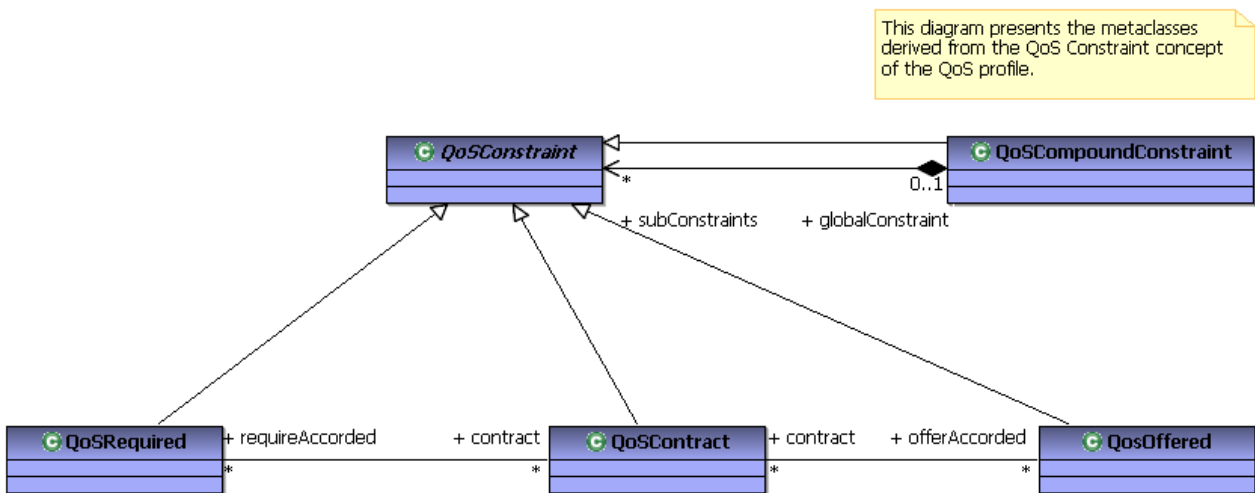 This diagram presents the metaclasses
derived from the QoS Constraint concept
of the QoS profile.
C QoSConstraint
C QoSCompoundConstraint
*
0..1
+ subConstraints
+ globalConstraint
C QoSRequired
+ requireAccorded
+ contract
C QoSContract
+ contract
+ offerAccorded
C QosOffered
*
*
*
*